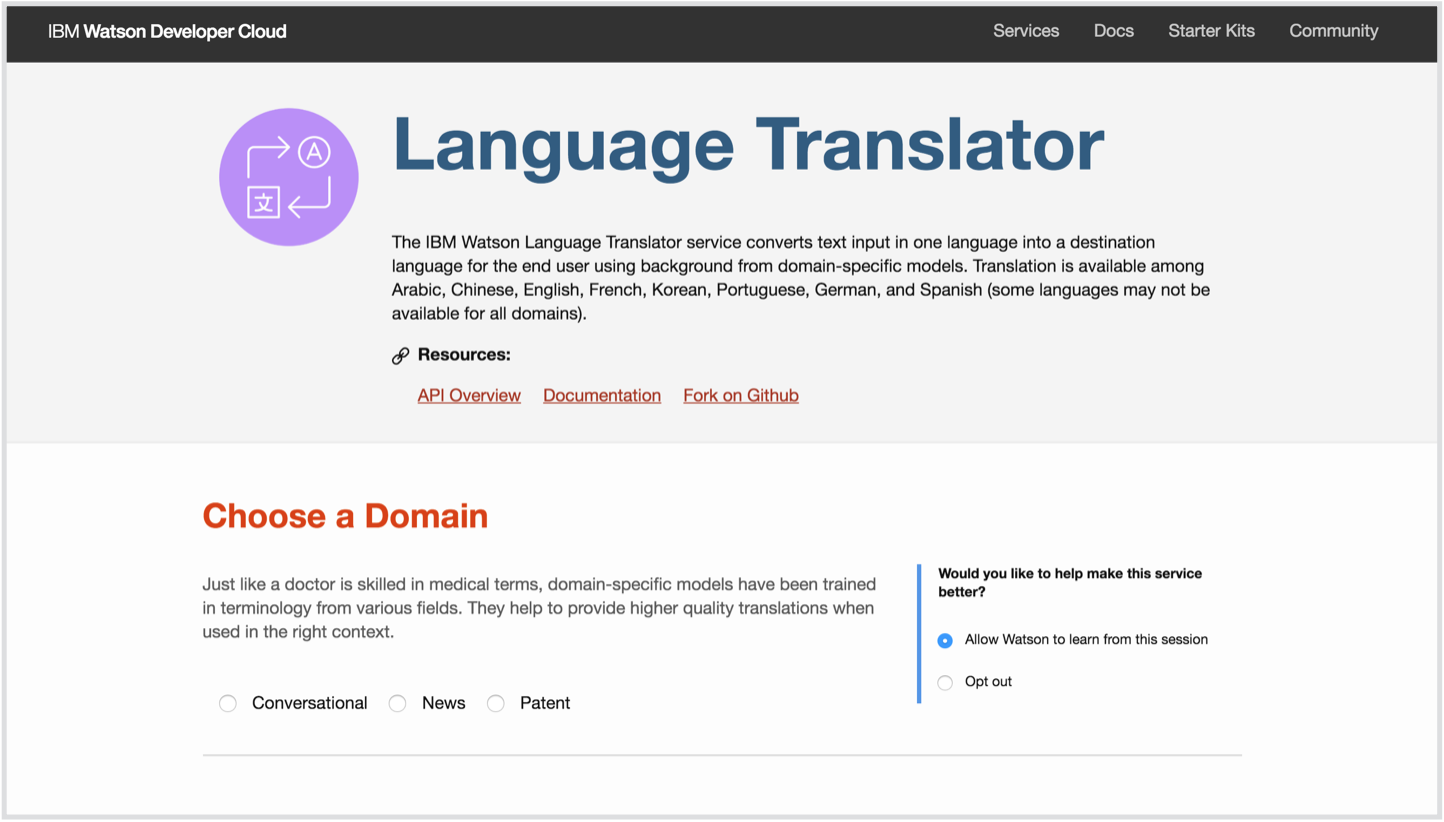 IBM Watson Developer Cloud
Services Docs Starter Kits Community
A
文
Language Translator
The IBM Watson Language Translator service converts text input in one language into a destination
language for the end user using background from domain-specific models. Translation is available among
Arabic, Chinese, English, French, Korean, Portuguese, German, and Spanish (some languages may not be
available for all domains).
Resources:
API Overview Documentation Fork on Github
Choose a Domain
Just like a doctor is skilled in medical terms, domain-specific models have been trained
in terminology from various fields. They help to provide higher quality translations when
used in the right context.
Conversational News Patent
Would you like to help make this service
better?
Allow Watson to learn from this session
Opt out